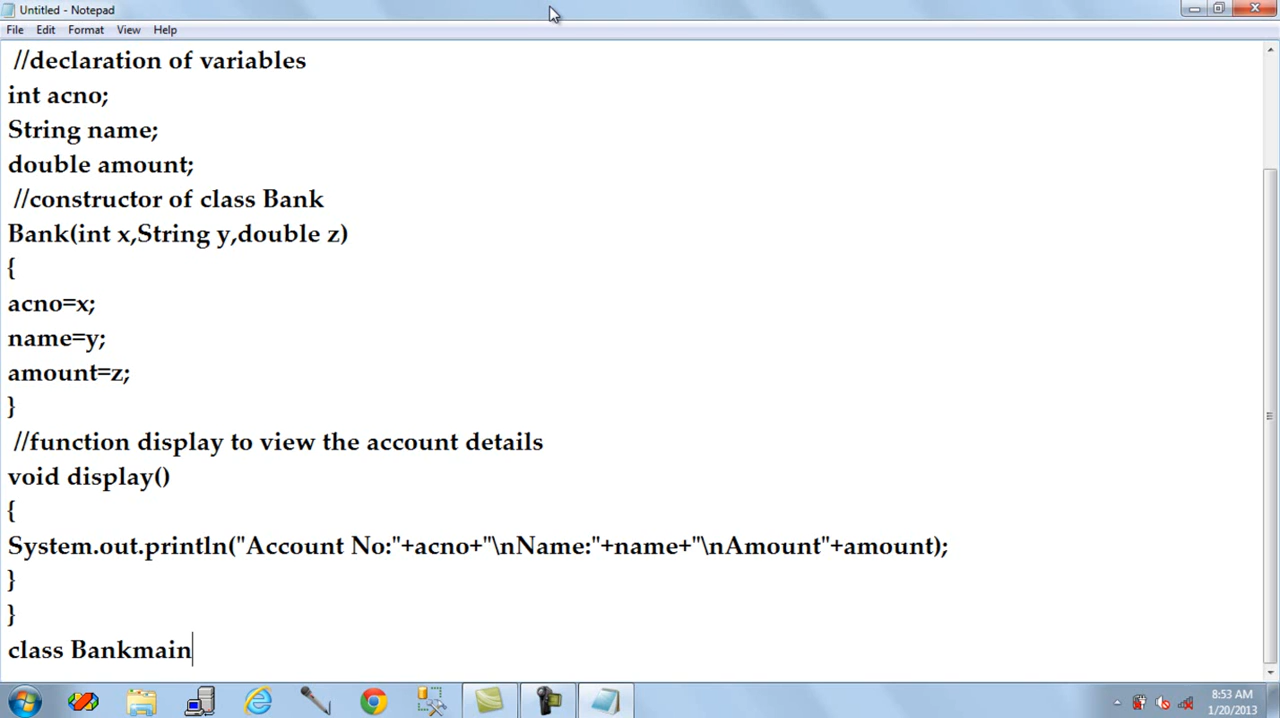 Untitled - Notepad
File Edit Format View Help
//declaration of variables
int acno;
String name;
double amount;
//constructor of class Bank
Bank(int x,String y,double z)
{
acno=x;
name=y;
amount=z;
}
//function display to view the account details
void display()
{
System.out.println("Account No:"+acno+"\nName:"+name+"\nAmount"+amount);
}
}
class Bankmain
8:53 AM
1/20/2013